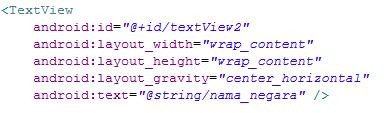 <TextView
android:id="@+id/textView2"
android:layout_width="wrap_content"
android:layout_height="wrap_content"
android:layout_gravity="center_horizontal"
android:text="@string/nama_negara" />